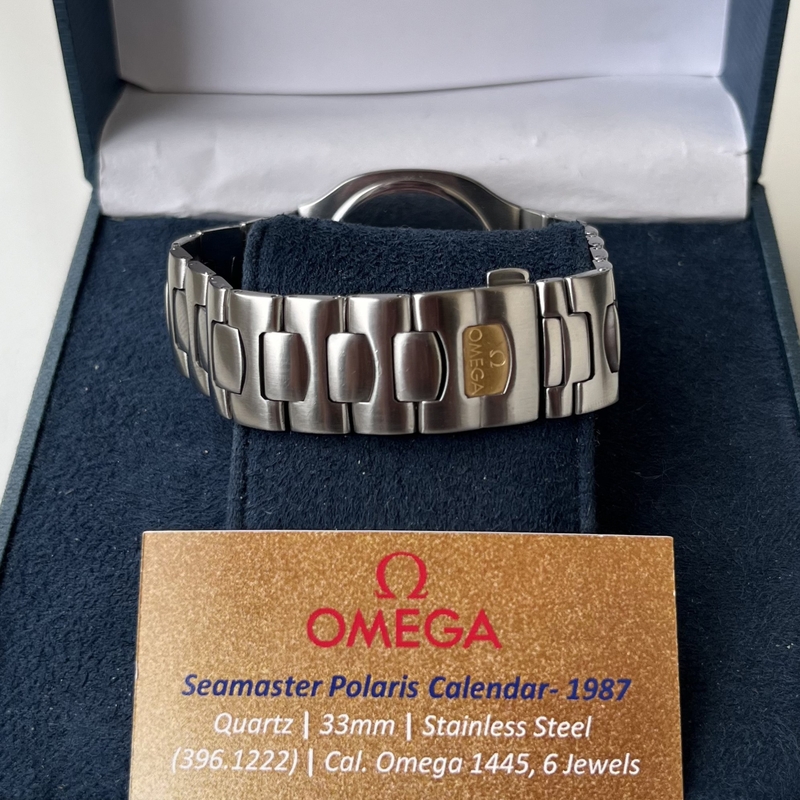 Ω
OMEGA
Ω
OMEGA
Seamaster Polaris Calendar- 1987
Quartz | 33mm | Stainless Steel
(396.1222) | Cal. Omega 1445, 6 Jewels